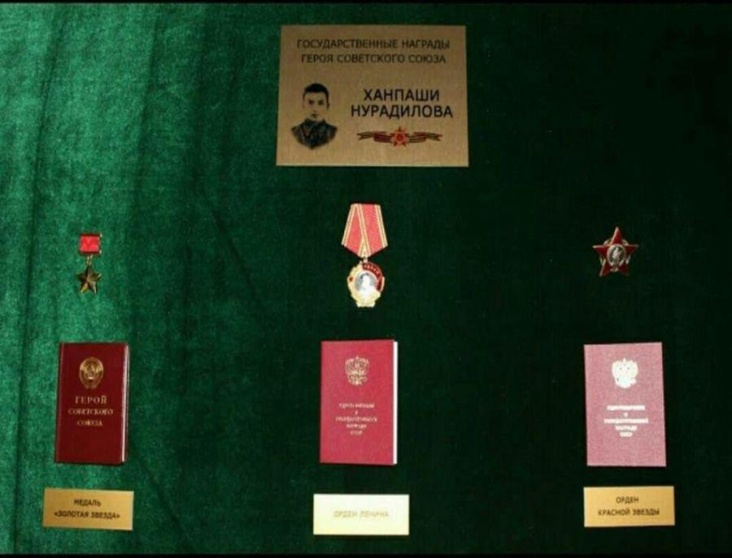 ГОСУДАРСТВЕННЫЕ НАГРАДЫ
ГЕРОЯ СОВЕТСКОГО СОЮЗА
ХАНПАШИ
НУРАДИЛОВА
ГЕРОЙ
СОВЕТСКОГО
СОЮЗА
МЕДАЛЬ
«ЗОЛОТАЯ ЗВЕЗДА»
ОРДЕН ЛЕНИНА
ОРДЕН
КРАСНОЙ ЗВЕЗДЫ